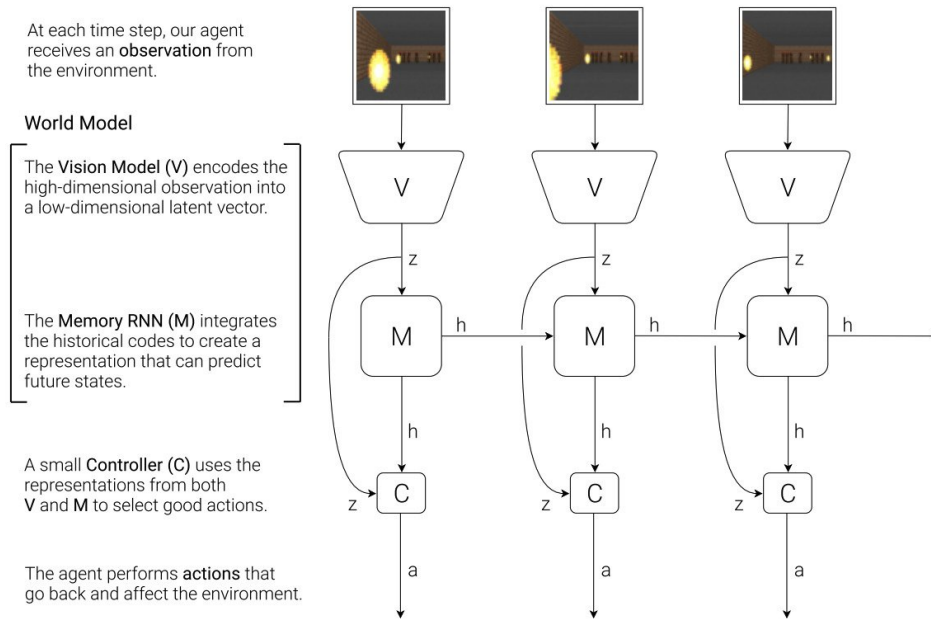 At each time step, our agent
receives an observation from
the environment.
World Model
The Vision Model (V) encodes the
high-dimensional observation into
a low-dimensional latent vector.
The Memory RNN (M) integrates
the historical codes to create a
representation that can predict
future states.
A small Controller (C) uses the
representations from both
V and M to select good actions.
The agent performs actions that
go back and affect the environment.
V V V
z z z
M h M h M h
h h h
C C C
z z z
a a a